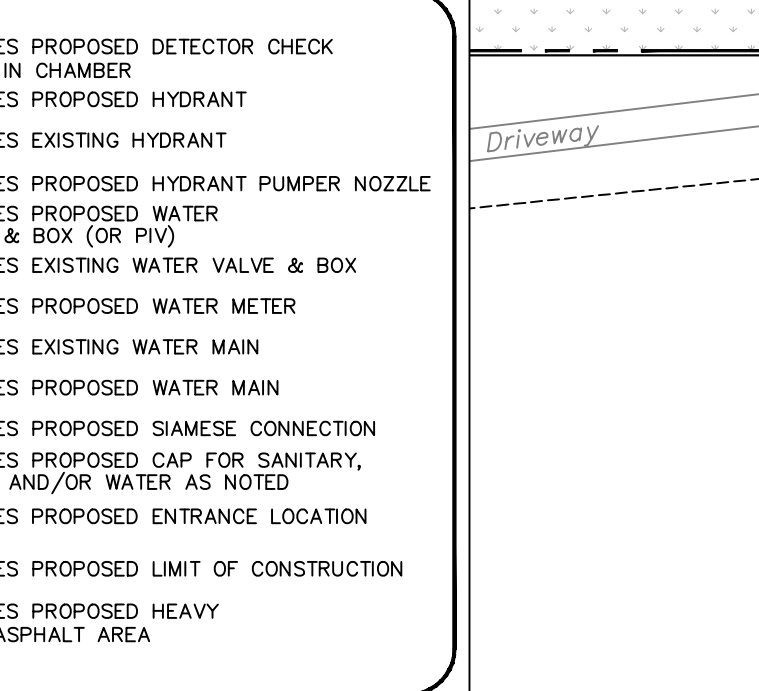 ES PROPOSED DETECTOR CHECK
IN CHAMBER
ES PROPOSED HYDRANT
ES EXISTING HYDRANT
ES PROPOSED HYDRANT PUMPER NOZZLE
ES PROPOSED WATER
& BOX (OR PIV)
ES EXISTING WATER VALVE & BOX
ES PROPOSED WATER METER
ES EXISTING WATER MAIN
ES PROPOSED WATER MAIN
ES PROPOSED SIAMESE CONNECTION
ES PROPOSED CAP FOR SANITARY,
AND/OR WATER AS NOTED
ES PROPOSED ENTRANCE LOCATION
ES PROPOSED LIMIT OF CONSTRUCTION
ES PROPOSED HEAVY
ASPHALT AREA
Driveway